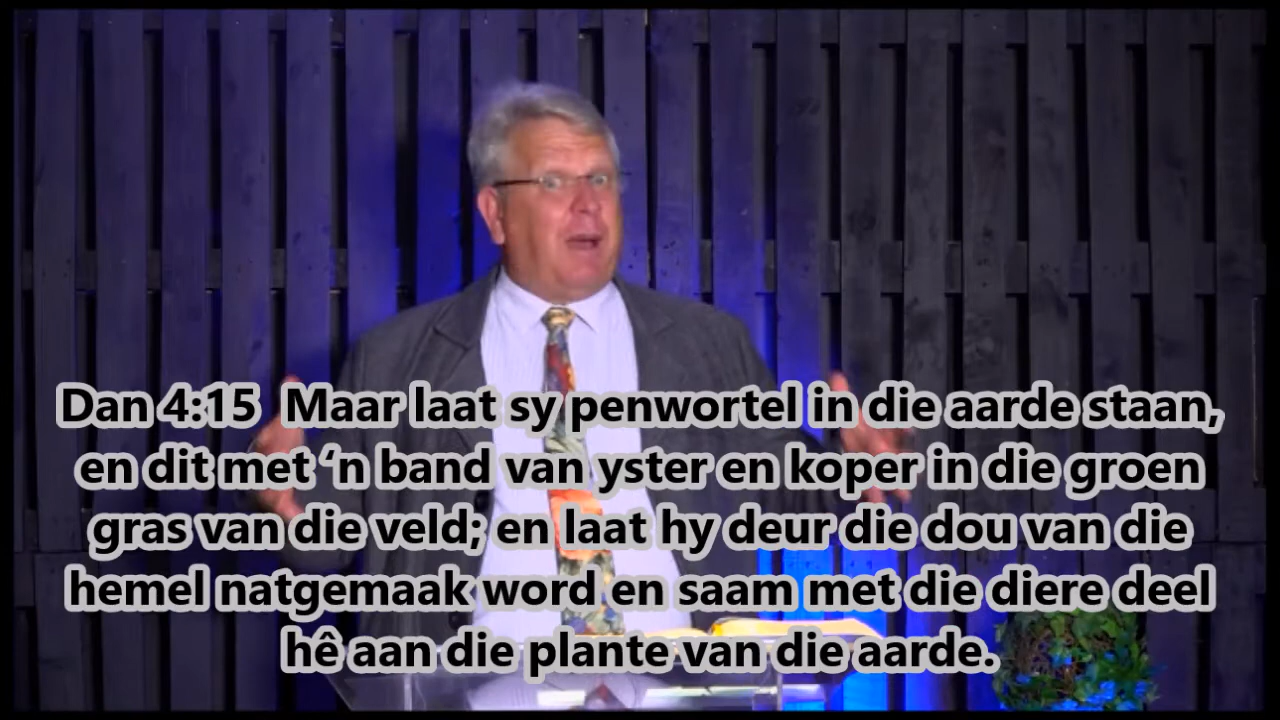 Dan 4:15  Maar laat sy penwortel in die aarde staan,
en dit met ‘n band van yster en koper in die groen
gras van die veld; en laat hy deur die dou van die
hemel natgemaak word en saam met die diere deel
hê aan die plante van die aarde.